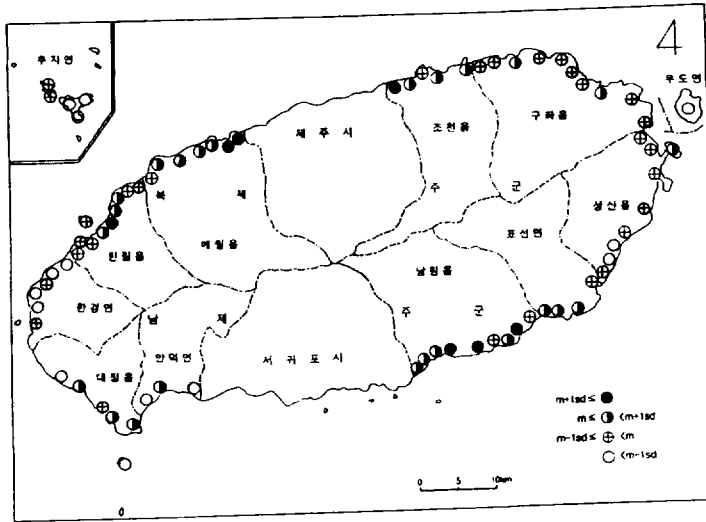 4
후자면
우도면
제주시
조천읍
구좌읍
북 제
주 군
성산읍
표선면
한림읍
애월읍
남원읍
한경면
남 제
주 군
대정읍
안덕면
서귀포시
m+1sd≤ ●
m≤ ◑ <m+1sd
m-1sd≤ ⊕ <m
○ <m-1sd
0 5 10km